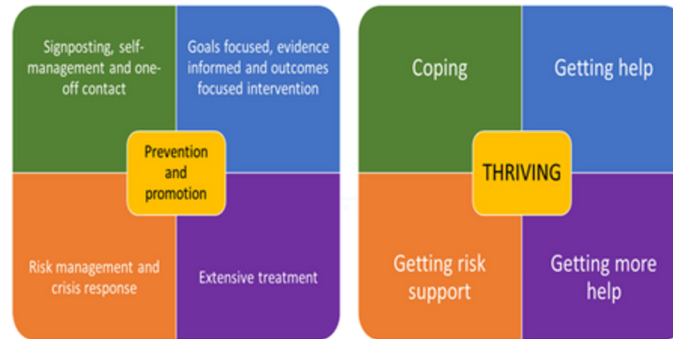 Signposting, self-
management and one-
off contact
Goals focused, evidence
informed and outcomes
focused intervention
Prevention
and
promotion
Risk management and
crisis response
Extensive treatment
Coping
Getting help
THRIVING
Getting risk
support
Getting more
help